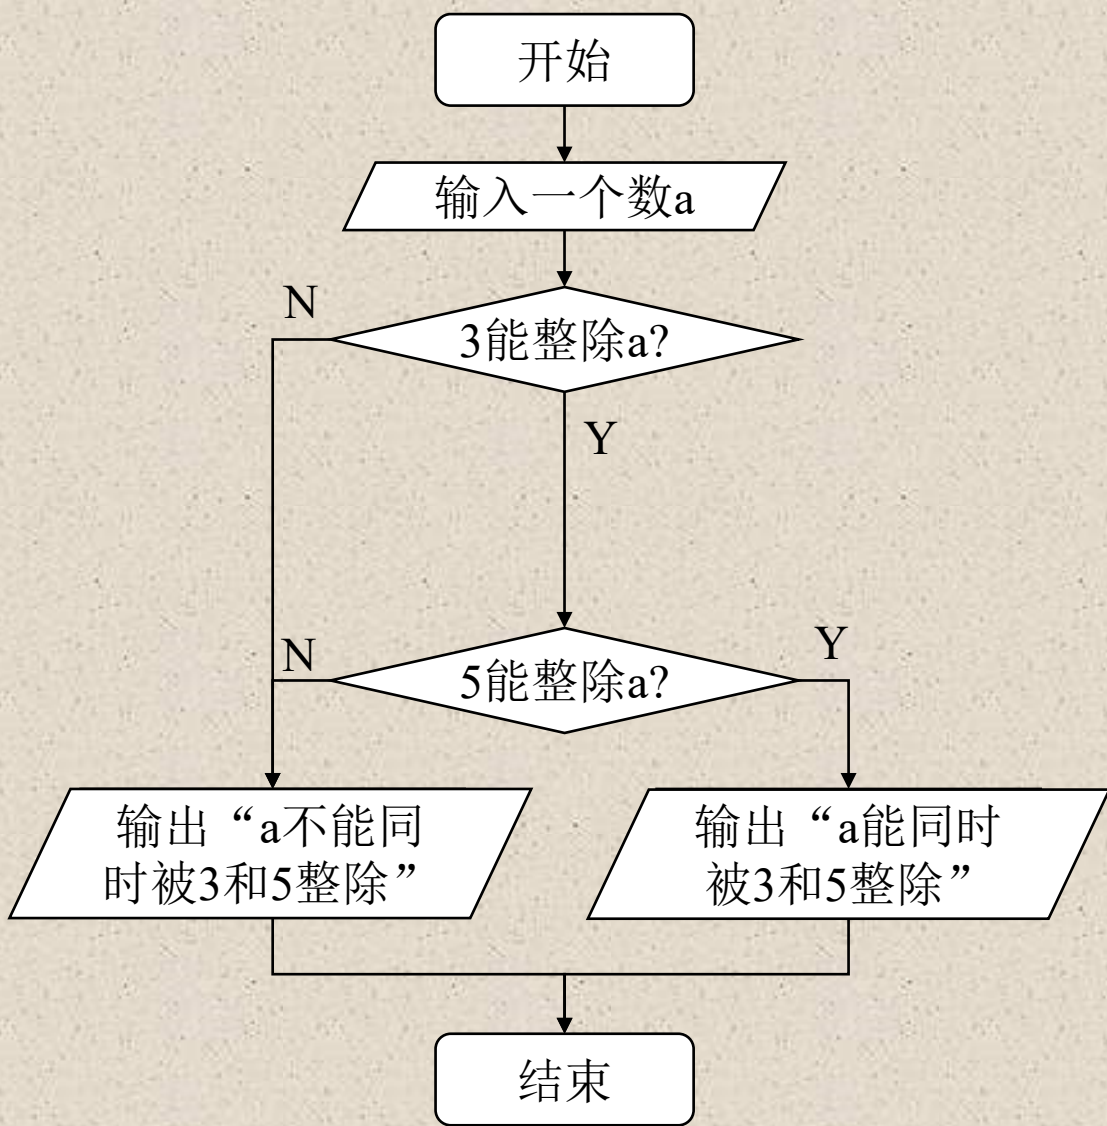 开始
输入一个数a
N
3能整除a?
Y
N
5能整除a?
Y
输出“a不能同
时被3和5整除”
输出“a能同时
被3和5整除”
结束